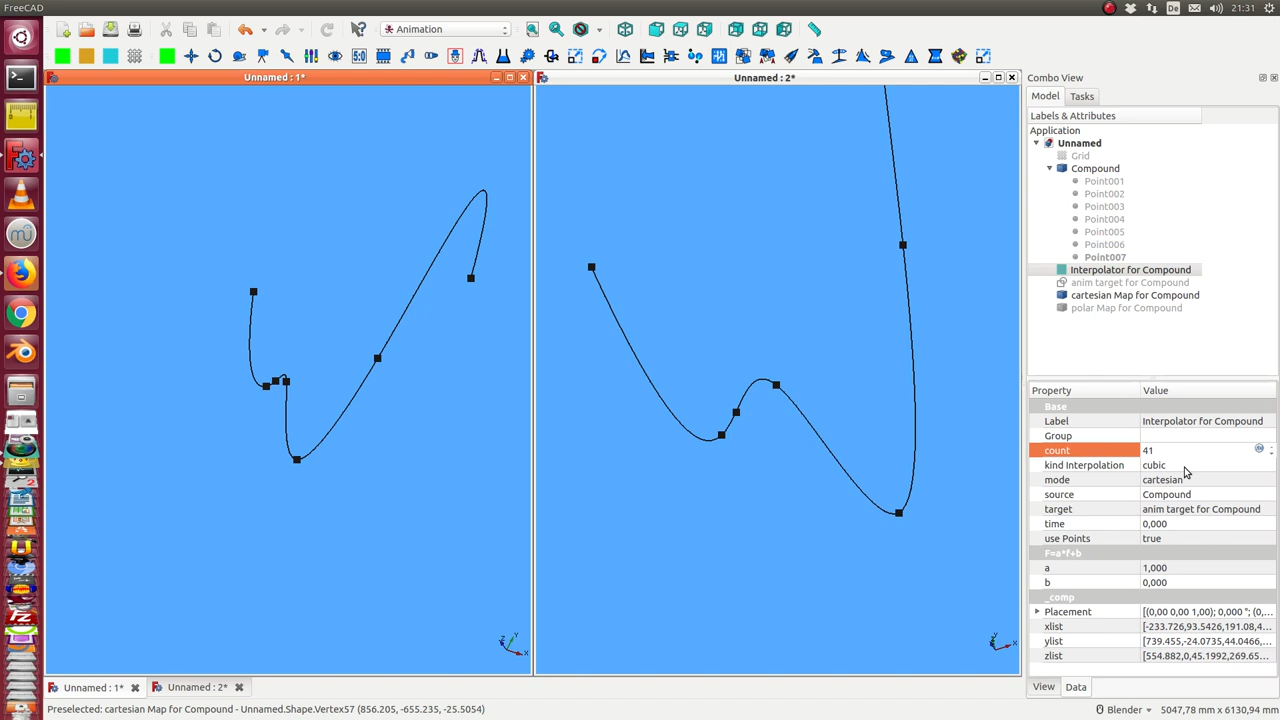 FreeCAD
De
21:31
Animation
Unnamed : 1*
Unnamed : 2*
Combo View
Model
Tasks
Labels & Attributes
Application
Unnamed
Grid
Compound
Point001
Point002
Point003
Point004
Point005
Point006
Point007
Interpolator for Compound
anim target for Compound
cartesian Map for Compound
polar Map for Compound
Property Value
Base
Label Interpolator for Compound
Group
count 41
kind Interpolation cubic
mode cartesian
source Compound
target anim target for Compound
time 0,000
use Points true
F=a*f+b
a 1,000
b 0,000
_comp
Placement [(0,00 0,00 1,00); 0,000 °; (0,...
xlist [-233.726,93.5426,191.08,4...
ylist [739.455,-24.0735,44.0466,...
zlist [554.882,0,45.1992,269.65...
View
Data
Unnamed : 1*
Unnamed : 2*
Preselected: cartesian Map for Compound - Unnamed.Shape.Vertex57 (856.205, -655.235, -25.5054)
Blender
5047,78 mm x 6130,94 mm